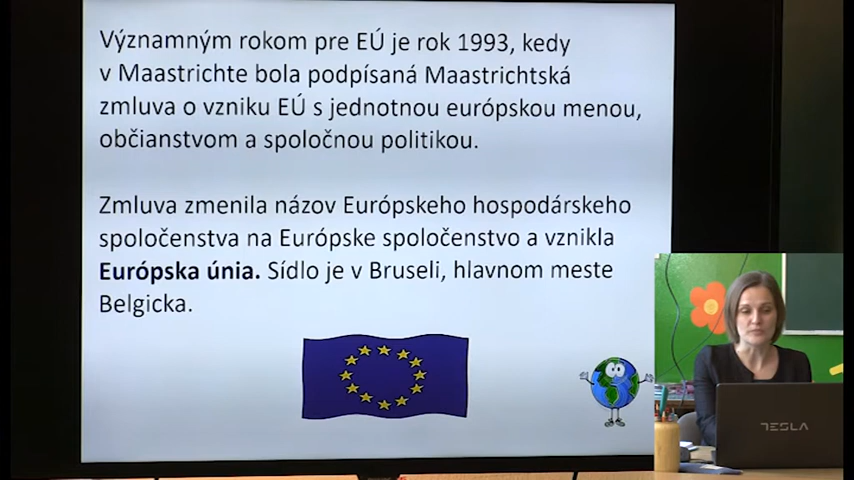 Významným rokom pre EÚ je rok 1993, kedy
v Maastrichte bola podpísaná Maastrichtská
zmluva o vzniku EÚ s jednotnou európskou menou,
občianstvom a spoločnou politikou.
Zmluva zmenila názov Európskeho hospodárskeho
spoločenstva na Európske spoločenstvo a vznikla
Európska únia. Sídlo je v Bruseli, hlavnom meste
Belgicka.
TESLA